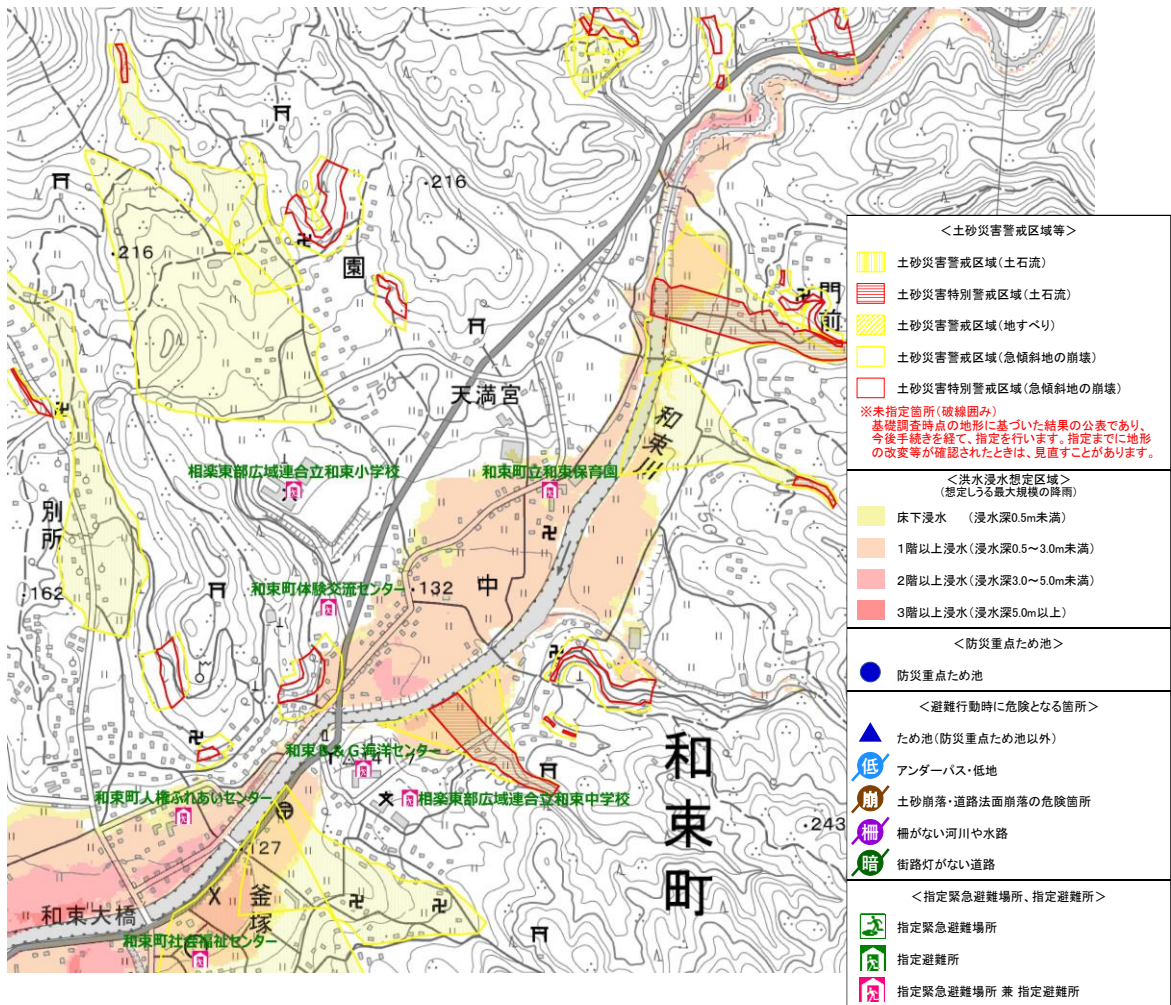 ・216
・216
園
門
前
150
200
天満宮
和束川
相楽東部広域連合立和束小学校
和束町立和束保育園
文
別所
・162
和束町体験交流センター
・132
中
150
和束B＆G海洋センター
和束町人権ふれあいセンター
文
相楽東部広域連合立和束中学校
和束町
・243
127
釜塚
和束大橋
和束町社会福祉センター
＜土砂災害警戒区域等＞
土砂災害警戒区域(土石流)
土砂災害特別警戒区域(土石流)
土砂災害警戒区域(地すべり)
土砂災害警戒区域(急傾斜地の崩壊)
土砂災害特別警戒区域(急傾斜地の崩壊)
※未指定箇所(破線囲み)
基礎調査時点の地形に基づいた結果の公表であり、
今後手続きを経て、指定を行います。指定までに地形
の改変等が確認されたときは、見直すことがあります。
＜洪水浸水想定区域＞
(想定しうる最大規模の降雨)
床下浸水　(浸水深0.5m未満)
1階以上浸水(浸水深0.5～3.0m未満)
2階以上浸水(浸水深3.0～5.0m未満)
3階以上浸水(浸水深5.0m以上)
＜防災重点ため池＞
防災重点ため池
＜避難行動時に危険となる箇所＞
ため池(防災重点ため池以外)
低 アンダーパス・低地
崩 土砂崩落・道路法面崩落の危険箇所
柵 柵がない河川や水路
暗 街路灯がない道路
＜指定緊急避難場所、指定避難所＞
指定緊急避難場所
指定避難所
指定緊急避難場所 兼 指定避難所